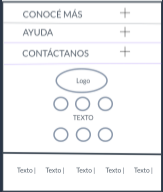 CONOCÉ MÁS +
AYUDA +
CONTÁCTANOS +
Logo
TEXTO
Texto | Texto | Texto | Texto | Texto |